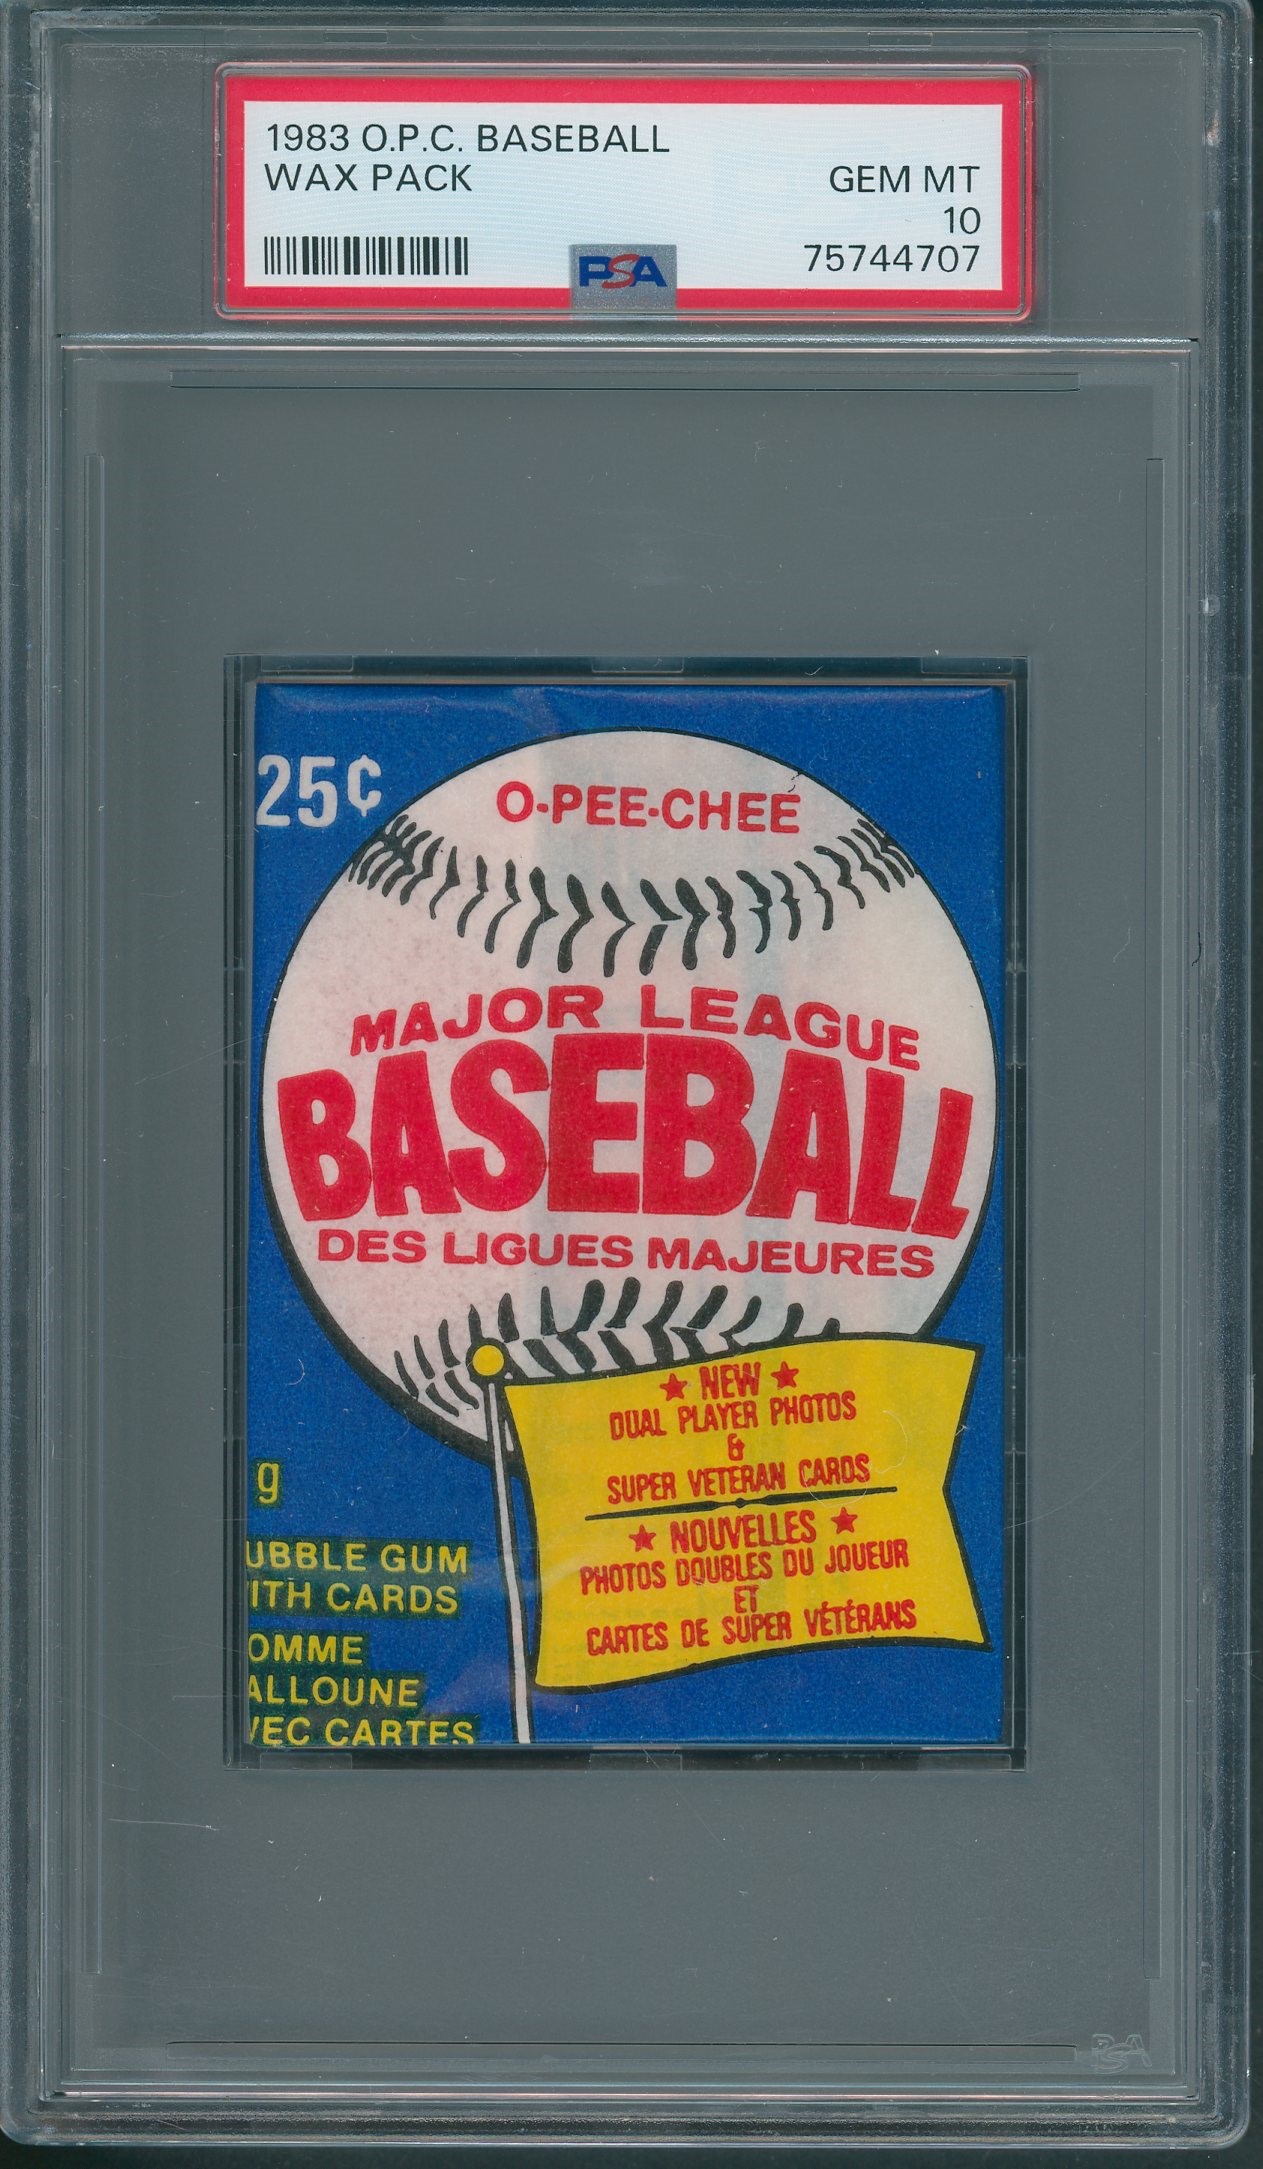 1983 O.P.C. BASEBALL
WAX PACK
GEM MT
10
75744707
PSA
25¢
O-PEE-CHEE
MAJOR LEAGUE
BASEBALL
DES LIGUES MAJEURES
★ NEW ★
DUAL PLAYER PHOTOS
&
SUPER VETERAN CARDS
★ NOUVELLES ★
PHOTOS DOUBLES DU JOUEUR
ET
CARTES DE SUPER VÉTÉRANS
g
UBBLE GUM
ITH CARDS
OMME
ALLOUNE
VEC CARTES
PSA